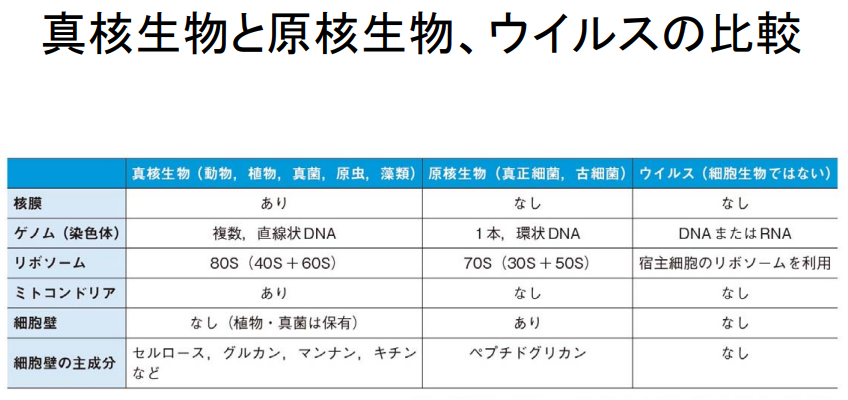 真核生物と原核生物、ウイルスの比較
真核生物（動物，植物，真菌，原虫，藻類） 原核生物（真正細菌，古細菌） ウイルス（細胞生物ではない）
核膜 あり なし なし
ゲノム（染色体） 複数，直線状DNA 1本，環状DNA DNAまたはRNA
リボソーム 80S（40S＋60S） 70S（30S＋50S） 宿主細胞のリボソームを利用
ミトコンドリア あり なし なし
細胞壁 なし（植物・真菌は保有） あり なし
細胞壁の主成分 セルロース，グルカン，マンナン，キチン ペプチドグリカン なし
など